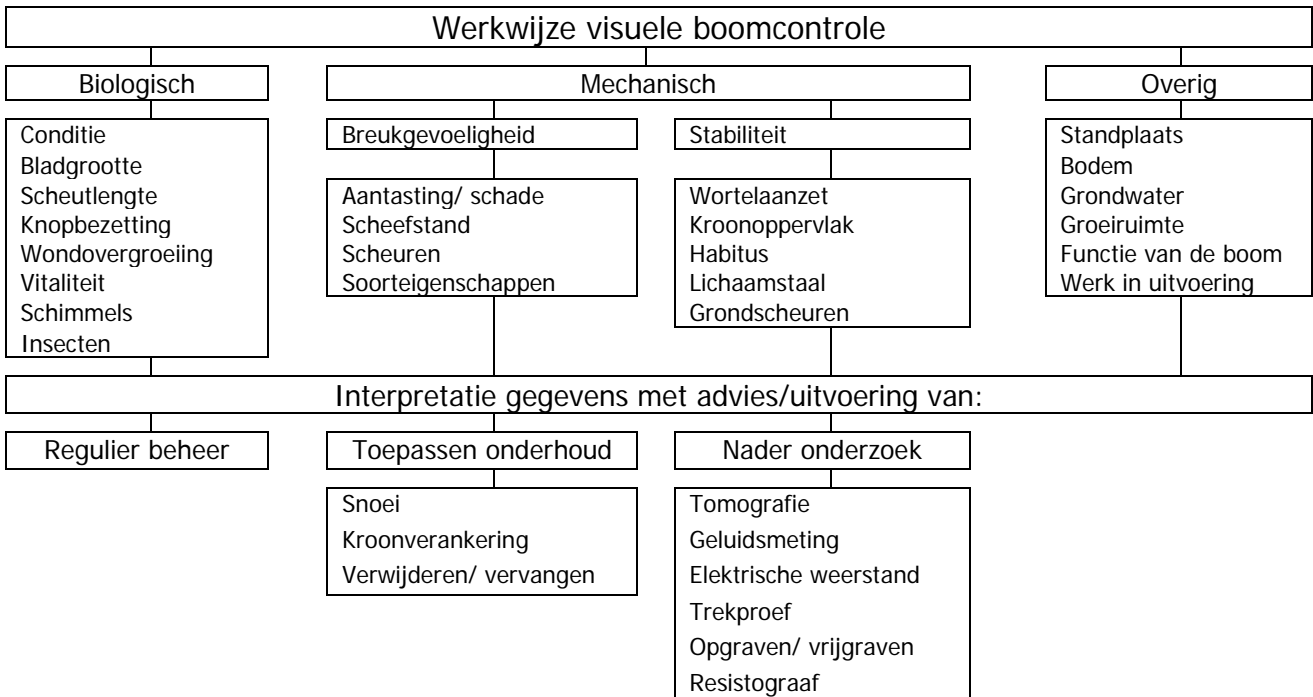 Werkwijze visuele boomcontrole
Biologisch
Mechanisch
Overig
Conditie
Bladgrootte
Scheutlengte
Knopbezetting
Wondovergroeiing
Vitaliteit
Schimmels
Insecten
Breukgevoeligheid
Aantasting/ schade
Scheefstand
Scheuren
Soorteigenschappen
Stabiliteit
Wortelaanzet
Kroonoppervlak
Habitus
Lichaamstaal
Grondscheuren
Standplaats
Bodem
Grondwater
Groeiruimte
Functie van de boom
Werk in uitvoering
Interpretatie gegevens met advies/uitvoering van:
Regulier beheer
Toepassen onderhoud
Snoei
Kroonverankering
Verwijderen/ vervangen
Nader onderzoek
Tomografie
Geluidsmeting
Elektrische weerstand
Trekproef
Opgraven/ vrijgraven
Resistograaf